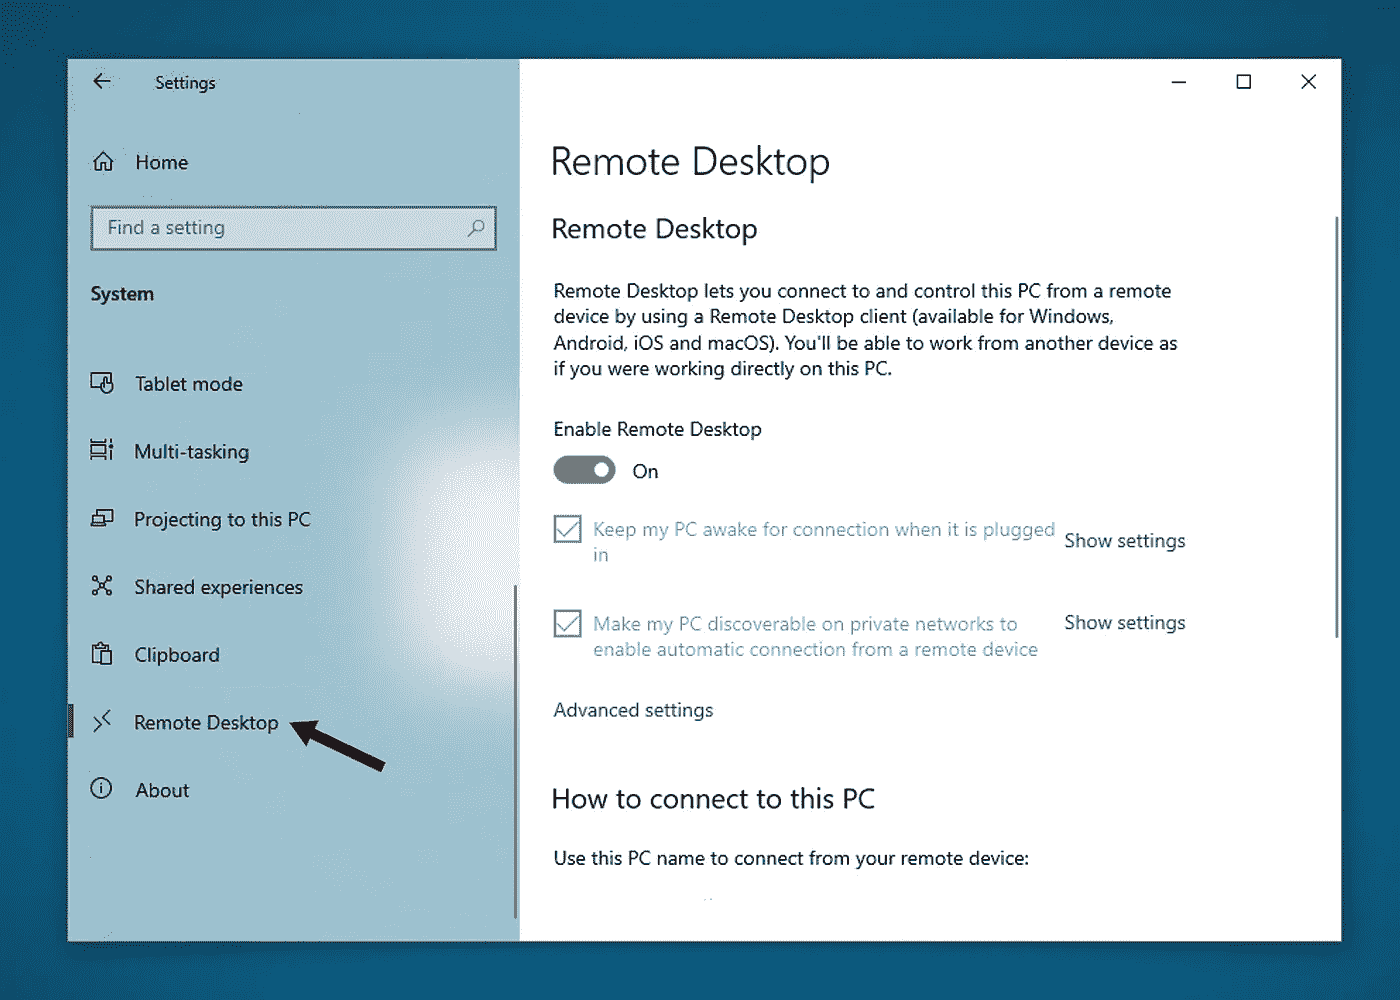 Settings
Home
Find a setting
System
Tablet mode
Multi-tasking
Projecting to this PC
Shared experiences
Clipboard
Remote Desktop
About
Remote Desktop
Remote Desktop
Remote Desktop lets you connect to and control this PC from a remote
device by using a Remote Desktop client (available for Windows,
Android, iOS and macOS). You'll be able to work from another device as
if you were working directly on this PC.
Enable Remote Desktop
On
Keep my PC awake for connection when it is plugged
in
Show settings
Make my PC discoverable on private networks to
enable automatic connection from a remote device
Show settings
Advanced settings
How to connect to this PC
Use this PC name to connect from your remote device: